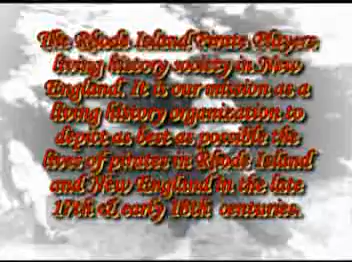 The Rhode Island Pirate Players
living history society in New
England. It is our mission as a
living history organization to
depict as best as possible the
lives of pirates in Rhode Island
and New England in the late
17th & early 18th centuries.